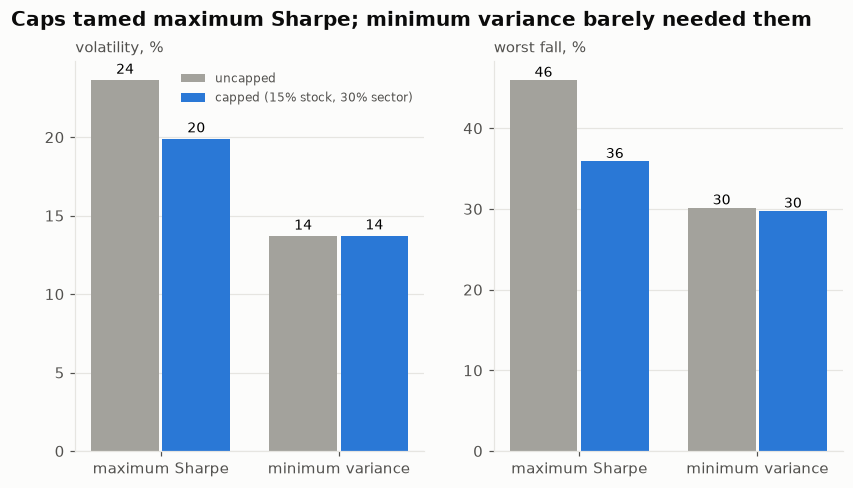 Caps tamed maximum Sharpe; minimum variance barely needed them
volatility, %
24
20
14
14
uncapped
capped (15% stock, 30% sector)
20
15
10
5
0
maximum Sharpe
minimum variance
worst fall, %
46
36
30
30
40
30
20
10
0
maximum Sharpe
minimum variance